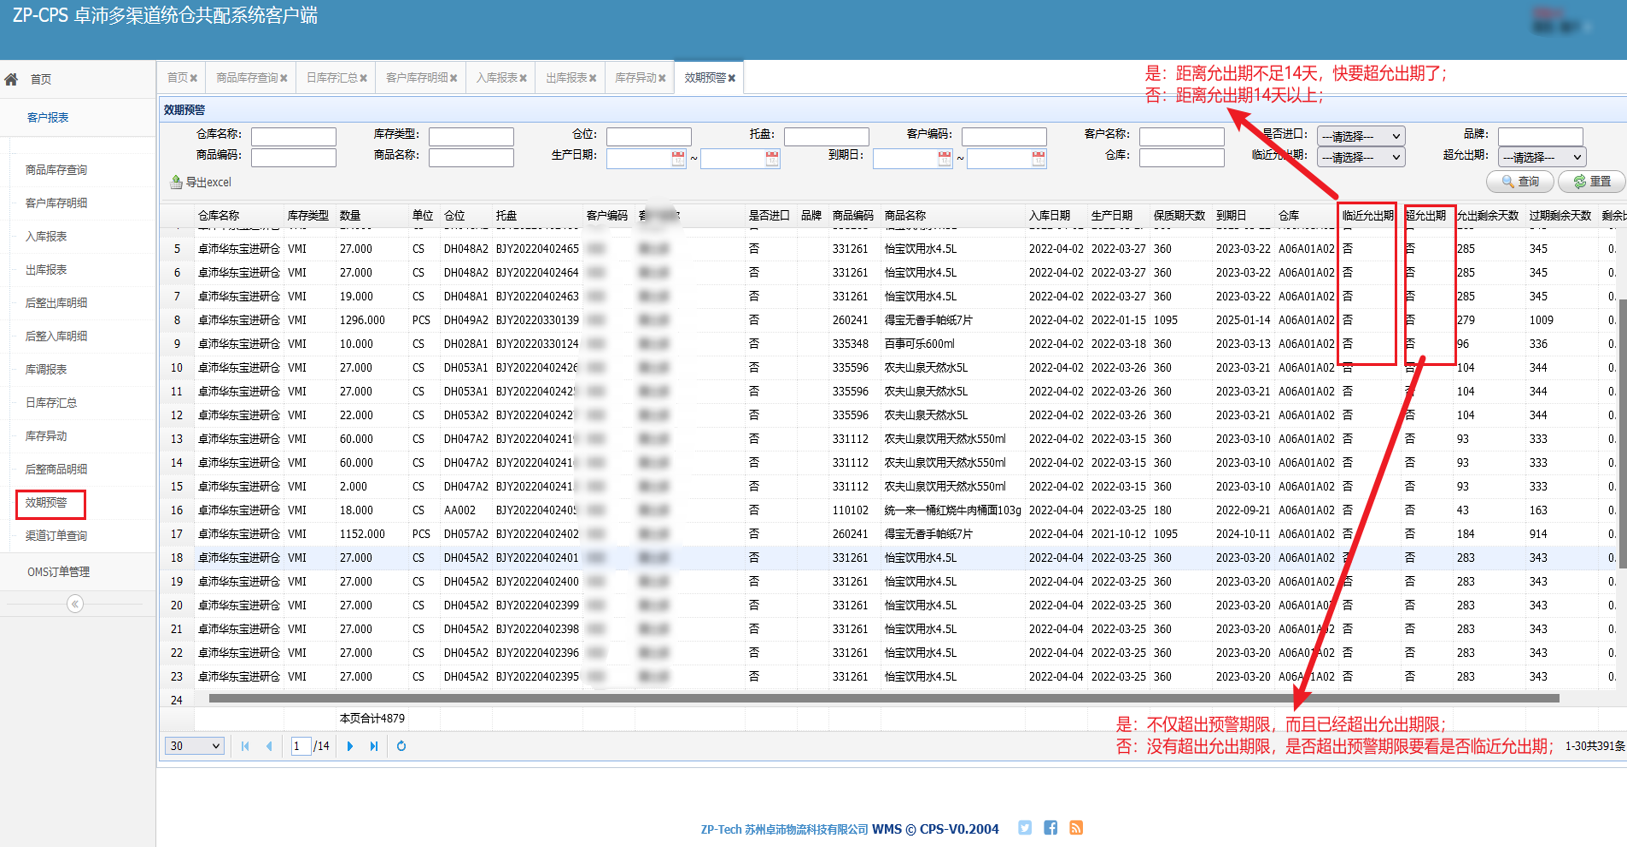 ZP-CPS 卓沛多渠道统仓共配系统客户端
首页
客户报表
商品库存查询
客户库存明细
入库报表
出库报表
后整出库明细
后整入库明细
库调报表
日库存汇总
库存异动
后整商品明细
效期预警
渠道订单查询
OMS订单管理
首页 商品库存查询 日库存汇总 客户库存明细 入库报表 出库报表 库存异动 效期预警
是：距离允出期不足14天，快要超允出期了；
否：距离允出期14天以上；
效期预警
仓库名称: 库存类型: 仓位: 托盘: 客户编码: 客户名称: 是否进口: ---请选择--- 品牌:
商品编码: 商品名称: 生产日期: ~ 到期日: ~ 仓库: 临近允出期: ---请选择--- 超允出期: ---请选择---
导出excel 查询 重置
仓库名称 库存类型 数量 单位 仓位 托盘 客户编码 是否进口 品牌 商品编码 商品名称 入库日期 生产日期 保质期天数 到期日 仓库 临近允出期 超允出期 允出剩余天数 过期剩余天数 剩余比
5 卓沛华东宝进研仓 VMI 27.000 CS DH048A2 BJY20220402465 否 331261 怡宝饮用水4.5L 2022-04-02 2022-03-27 360 2023-03-22 A06A01A02 否 否 285 345 0.
6 卓沛华东宝进研仓 VMI 27.000 CS DH048A2 BJY20220402464 否 331261 怡宝饮用水4.5L 2022-04-02 2022-03-27 360 2023-03-22 A06A01A02 否 否 285 345 0.
7 卓沛华东宝进研仓 VMI 19.000 CS DH048A1 BJY20220402463 否 331261 怡宝饮用水4.5L 2022-04-02 2022-03-27 360 2023-03-22 A06A01A02 否 否 285 345 0.
8 卓沛华东宝进研仓 VMI 1296.000 PCS DH049A2 BJY20220330139 否 260241 得宝无香手帕纸7片 2022-04-02 2022-01-15 1095 2025-01-14 A06A01A02 否 否 279 1009 0.
9 卓沛华东宝进研仓 VMI 10.000 CS DH028A1 BJY20220330124 否 335348 百事可乐600ml 2022-04-02 2022-03-18 360 2023-03-13 A06A01A02 否 否 96 336 0.
10 卓沛华东宝进研仓 VMI 27.000 CS DH053A1 BJY20220402426 否 335596 农夫山泉天然水5L 2022-04-02 2022-03-26 360 2023-03-21 A06A01A02 否 否 104 344 0.
11 卓沛华东宝进研仓 VMI 27.000 CS DH053A1 BJY2022040242 否 335596 农夫山泉天然水5L 2022-04-02 2022-03-26 360 2023-03-21 A06A01A02 否 否 104 344 0.
12 卓沛华东宝进研仓 VMI 22.000 CS DH053A2 BJY2022040242 否 335596 农夫山泉天然水5L 2022-04-02 2022-03-26 360 2023-03-21 A06A01A02 否 否 104 344 0.
13 卓沛华东宝进研仓 VMI 60.000 CS DH047A2 BJY2022040241 否 331112 农夫山泉饮用天然水550ml 2022-04-02 2022-03-15 360 2023-03-10 A06A01A02 否 否 93 333 0.
14 卓沛华东宝进研仓 VMI 60.000 CS DH047A2 BJY2022040241 否 331112 农夫山泉饮用天然水550ml 2022-04-02 2022-03-15 360 2023-03-10 A06A01A02 否 否 93 333 0.
15 卓沛华东宝进研仓 VMI 2.000 CS DH047A2 BJY2022040241 否 331112 农夫山泉饮用天然水550ml 2022-04-02 2022-03-15 360 2023-03-10 A06A01A02 否 否 93 333 0.
16 卓沛华东宝进研仓 VMI 18.000 CS AA002 BJY2022040240 否 110102 统一来一桶红烧牛肉桶面103g 2022-04-02 2022-03-25 180 2022-09-21 A06A01A02 否 否 43 163 0.
17 卓沛华东宝进研仓 VMI 1152.000 PCS DH057A2 BJY20220402402 否 260241 得宝无香手帕纸7片 2022-04-04 2021-10-12 1095 2024-10-11 A06A01A02 否 否 184 914 0.
18 卓沛华东宝进研仓 VMI 27.000 CS DH045A2 BJY20220402401 否 331261 怡宝饮用水4.5L 2022-04-04 2022-03-25 360 2023-03-20 A06A01A02 否 否 283 343 0.
19 卓沛华东宝进研仓 VMI 27.000 CS DH045A2 BJY20220402400 否 331261 怡宝饮用水4.5L 2022-04-04 2022-03-25 360 2023-03-20 A06A01A02 否 否 283 343 0.
20 卓沛华东宝进研仓 VMI 27.000 CS DH045A2 BJY20220402399 否 331261 怡宝饮用水4.5L 2022-04-04 2022-03-25 360 2023-03-20 A06A01A02 否 否 283 343 0.
21 卓沛华东宝进研仓 VMI 27.000 CS DH045A2 BJY20220402398 否 331261 怡宝饮用水4.5L 2022-04-04 2022-03-25 360 2023-03-20 A06A01A02 否 否 283 343 0.
22 卓沛华东宝进研仓 VMI 27.000 CS DH045A2 BJY20220402396 否 331261 怡宝饮用水4.5L 2022-04-04 2022-03-25 360 2023-03-20 A06A01A02 否 否 283 343 0.
23 卓沛华东宝进研仓 VMI 27.000 CS DH045A2 BJY20220402395 否 331261 怡宝饮用水4.5L 2022-04-04 2022-03-25 360 2023-03-20 A06A01A02 否 否 283 343 0.
24
本页合计4879
是：不仅超出预警期限，而且已经超出允出期限；
否：没有超出允出期限，是否超出预警期限要看是否临近允出期；
30 1 /14 1-30共391条
ZP-Tech 苏州卓沛物流科技有限公司 WMS © CPS-V0.2004